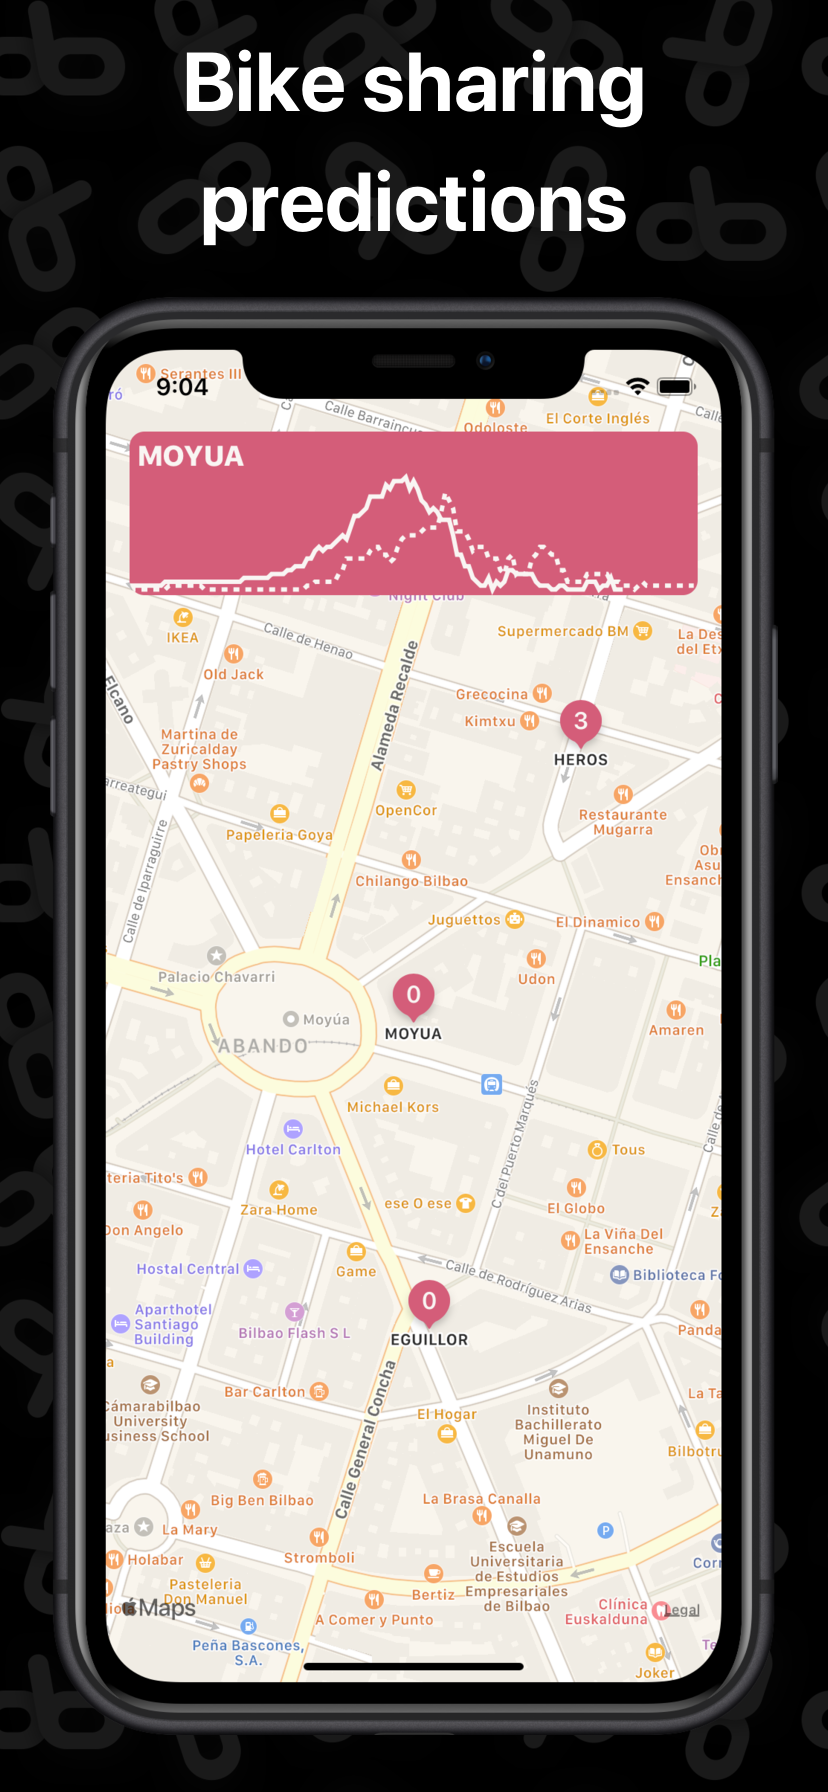 Bike sharing
predictions
Serantes III
9:04
Calle Barraincu
Odoloste
El Corte Inglés
Calle
MOYUA
Night Club
IKEA
Calle de Henao
Supermercado BM
La Des
del Etx
Old Jack
Elcano
Alameda Recalde
Grecocina
Kimtxu
3
HEROS
Martina de
Zuricalday
Pastry Shops
arreategui
OpenCor
Restaurante
Mugarra
Papeleria Goya
Calle de Iparraguirre
Chilango Bilbao
Obr
Asu
Ensanch
Juguettos
El Dinamico
Pla
Palacio Chavarri
Udon
0
MOYUA
Moyúa
ABANDO
Amaren
Michael Kors
C del Puerto Marqués
Calle de
Hotel Carlton
Tous
teria Tito's
Zara Home
ese O ese
El Globo
Don Angelo
La Viña Del
Ensanche
Hostal Central
Game
Calle de Rodríguez Arias
Biblioteca Fo
0
EGUILLOR
Aparthotel
Santiago
Building
Bilbao Flash S L
Panda
Cámarabilbao
University
usiness School
Bar Carlton
Calle General Concha
El Hogar
Instituto
Bachillerato
Miguel De
Unamuno
La Ta
Bilbotru
Big Ben Bilbao
La Brasa Canalla
aza
La Mary
P
Escuela
Universitaria
de Estudios
Empresariales
de Bilbao
Holabar
Stromboli
Corr
Pasteleria
Don Manuel
Bertiz
Maps
A Comer y Punto
Clínica
Euskalduna
Legal
Peña Bascones,
S.A.
Joker